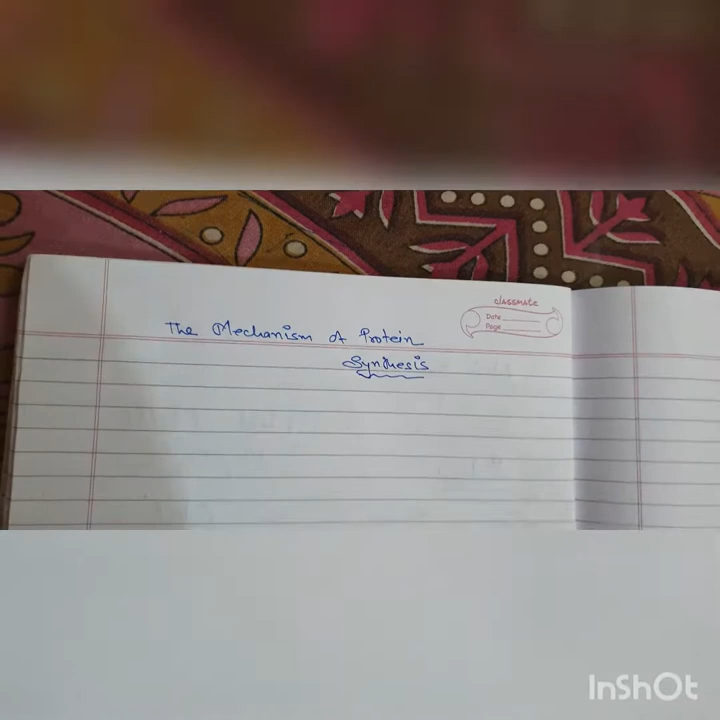 classmate
Date
Page
The Mechanism of Protein
Synthesis
InShOt